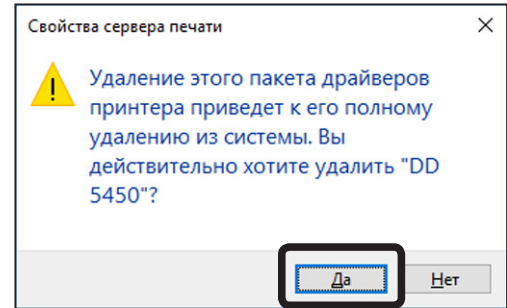 Свойства сервера печати
Удаление этого пакета драйверов
принтера приведет к его полному
удалению из системы. Вы
действительно хотите удалить "DD
5450"?
Да Нет